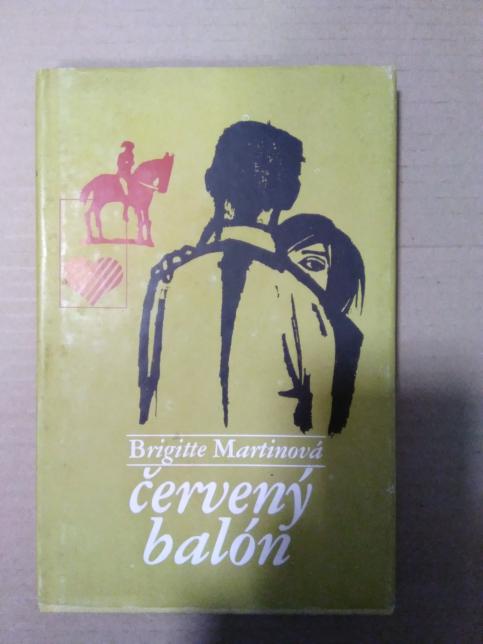 Brigitte Martinová
červený
balón